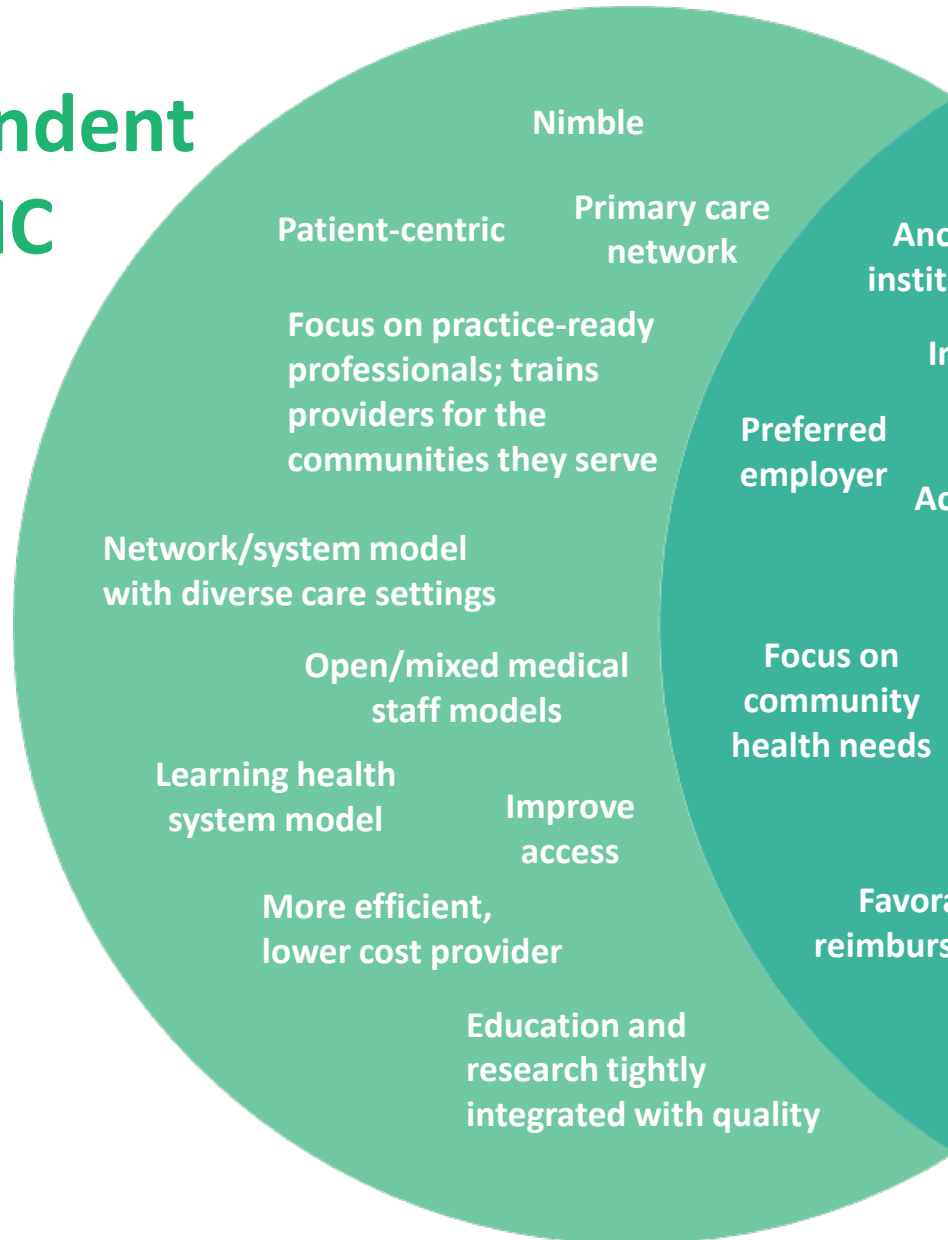 Nimble
Patient-centric
Primary care
network
Focus on practice-ready
professionals; trains
providers for the
communities they serve
Network/system model
with diverse care settings
Open/mixed medical
staff models
Learning health
system model
Improve
access
More efficient,
lower cost provider
Education and
research tightly
integrated with quality
Preferred
employer
Focus on
community
health needs